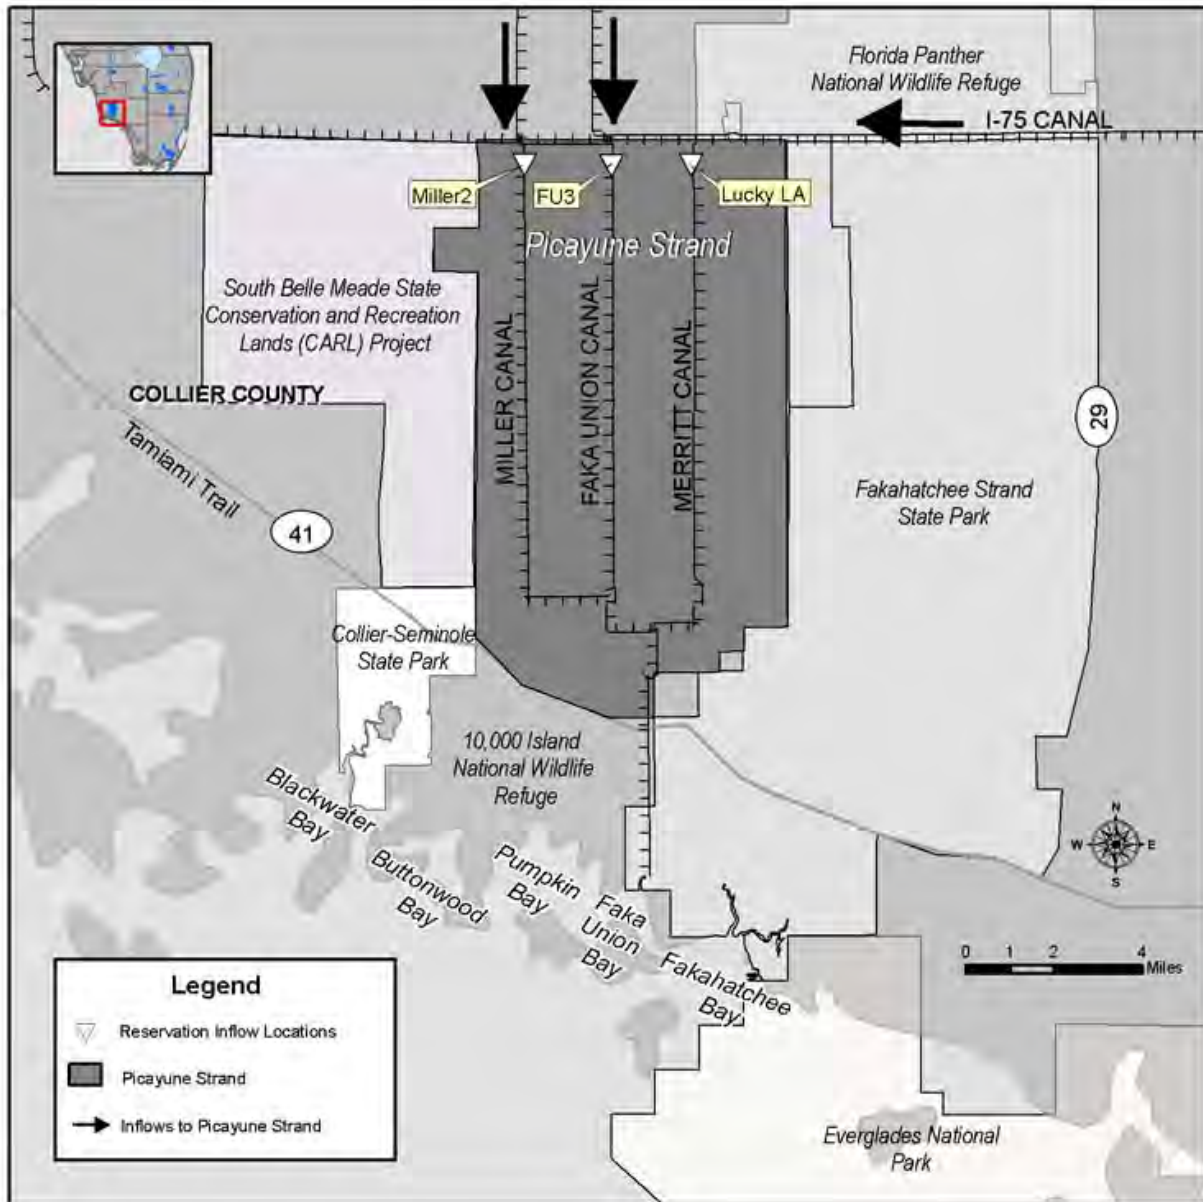 Florida Panther
National Wildlife Refuge
I-75 CANAL
Miller2
FU3
Lucky LA
Picayune Strand
South Belle Meade State
Conservation and Recreation
Lands (CARL) Project
MILLER CANAL
FAKA UNION CANAL
MERRITT CANAL
COLLIER COUNTY
29
Tamiami Trail
41
Fakahatchee Strand
State Park
Collier-Seminole
State Park
10,000 Island
National Wildlife
Refuge
Blackwater
Bay
Buttonwood
Bay
Pumpkin
Bay
Faka
Union
Bay
Fakahatchee
Bay
N
W E
S
0 1 2 4
Miles
Legend
Reservation Inflow Locations
Picayune Strand
Inflows to Picayune Strand
Everglades National
Park